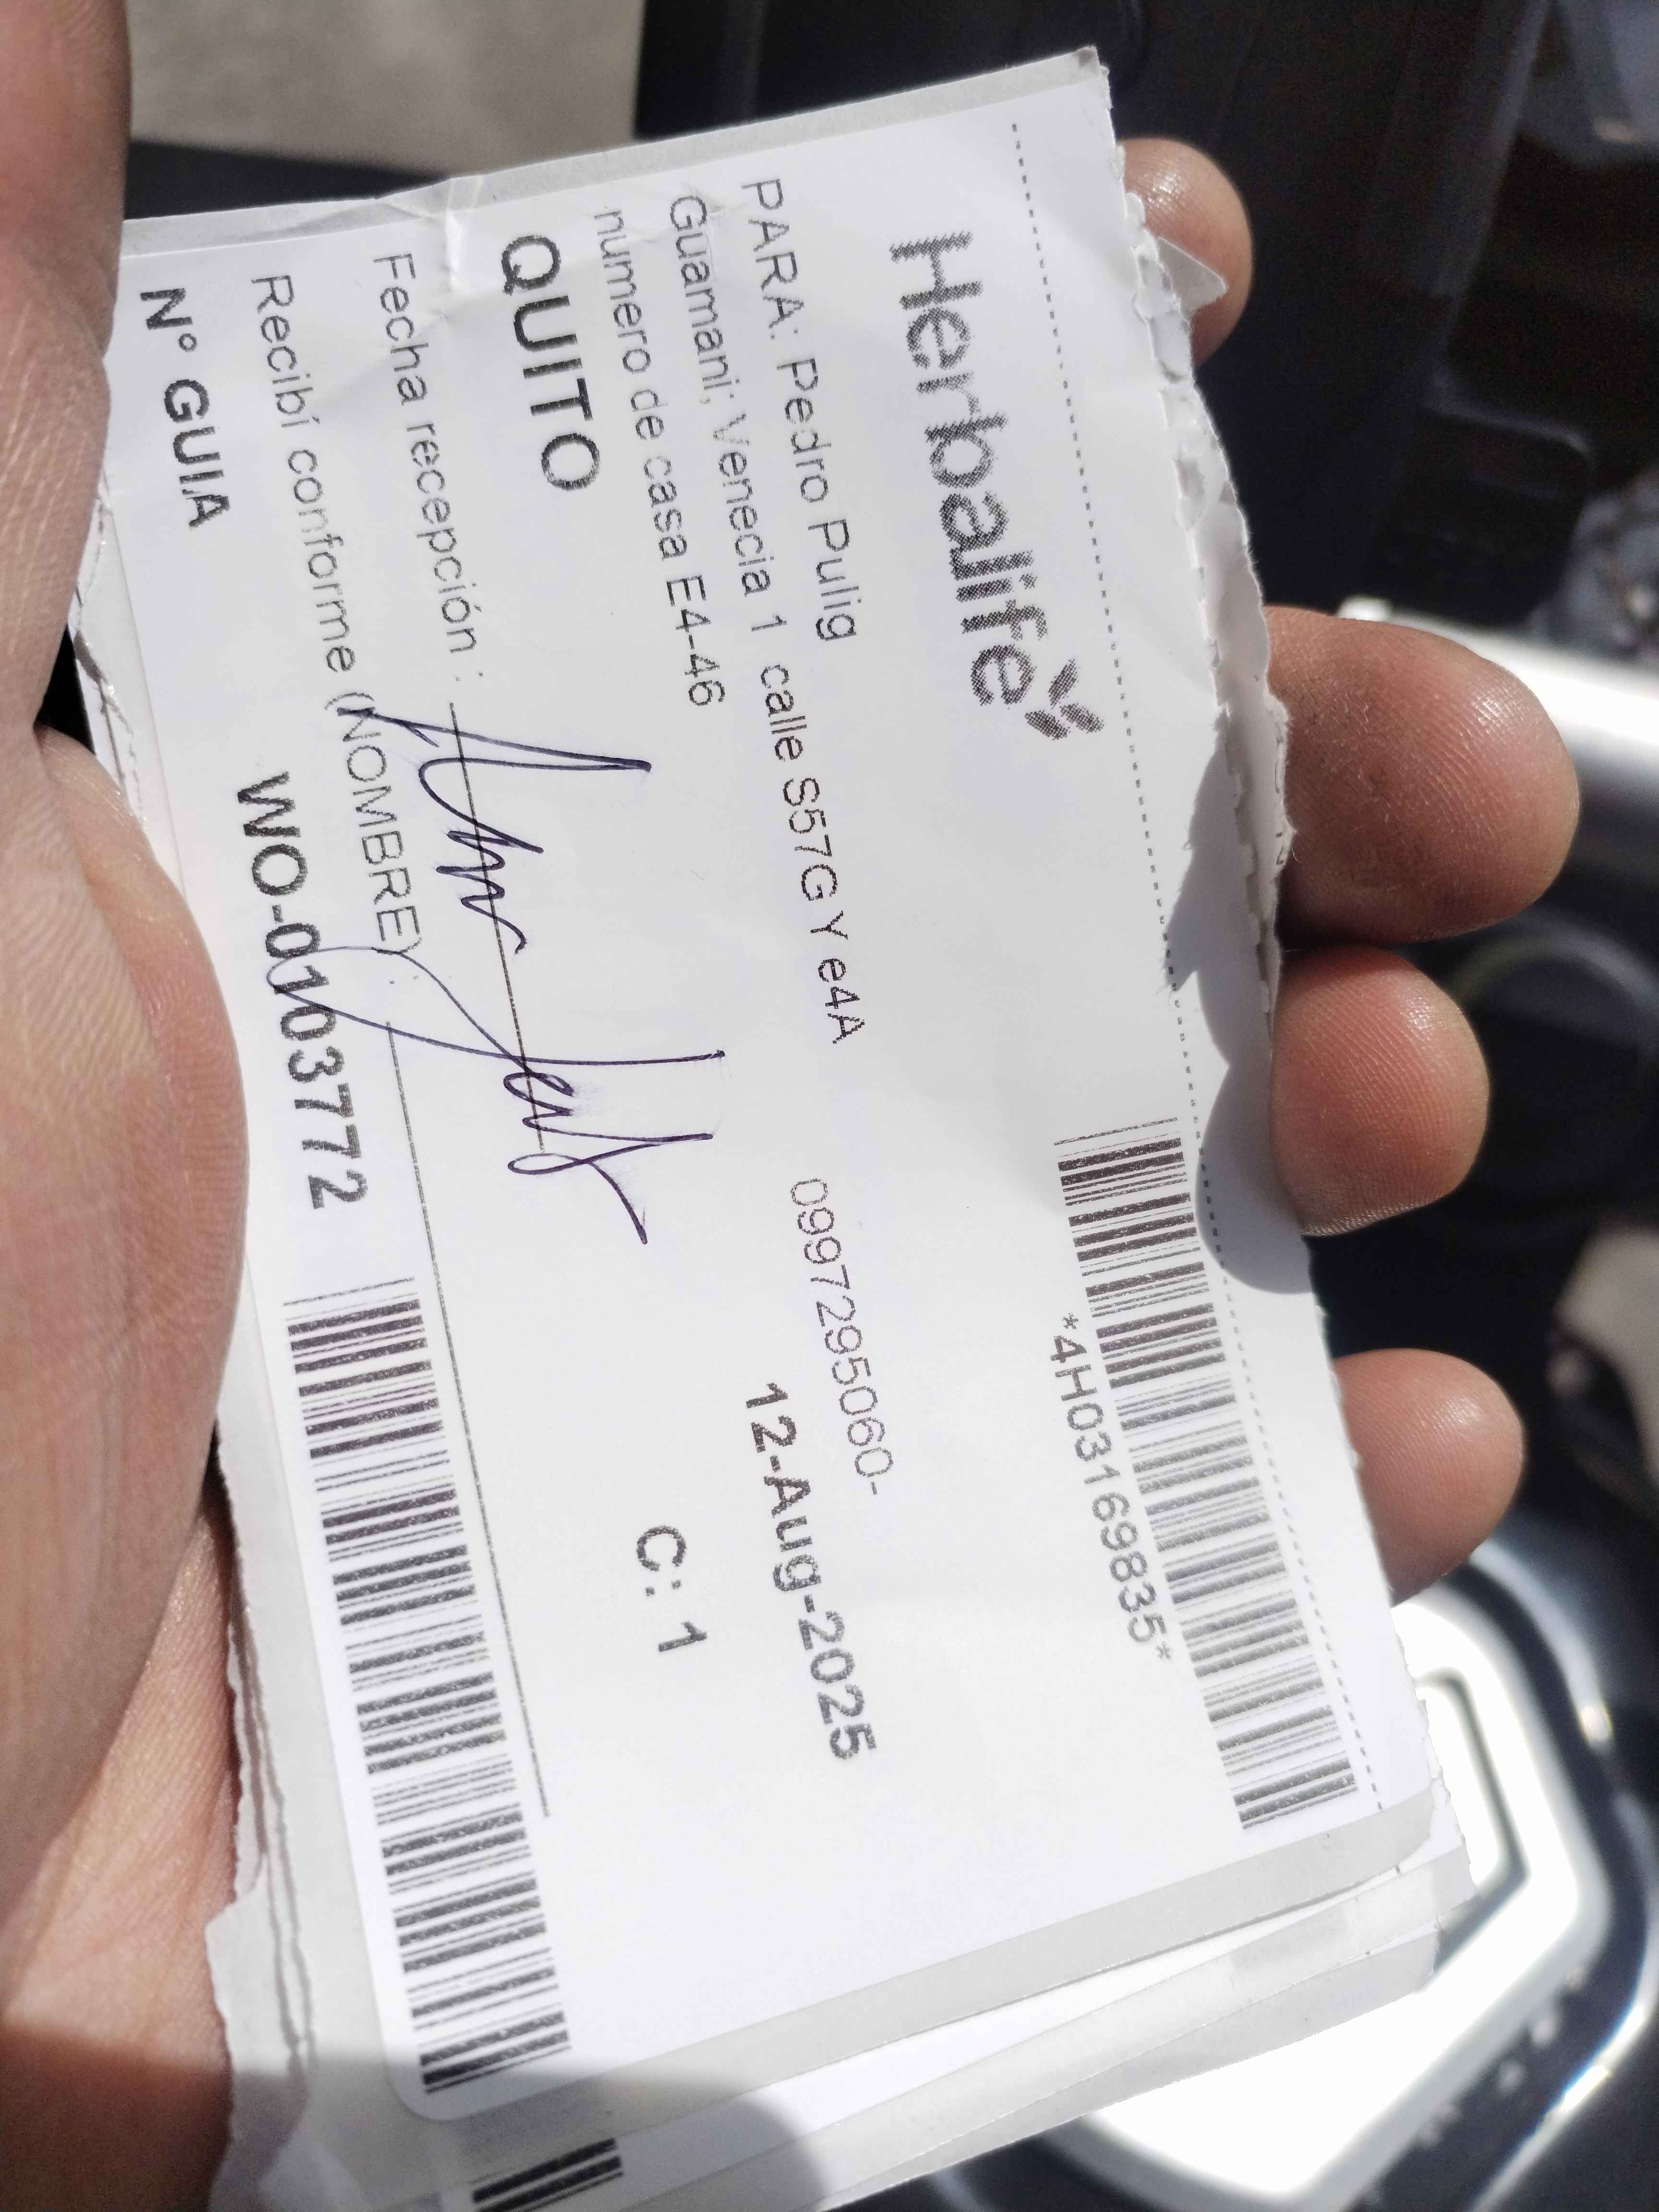 Herbalife
*4H03169835*
PARA: Pedro Pulig 0997295060-
Guamani; Venecia 1 calle S57G Y e4A 12-Aug-2025
numero de casa E4-46
QUITO C: 1
Fecha recepción :
Recibí conforme (NOMBRE) :
N° GUIA WO-0103772